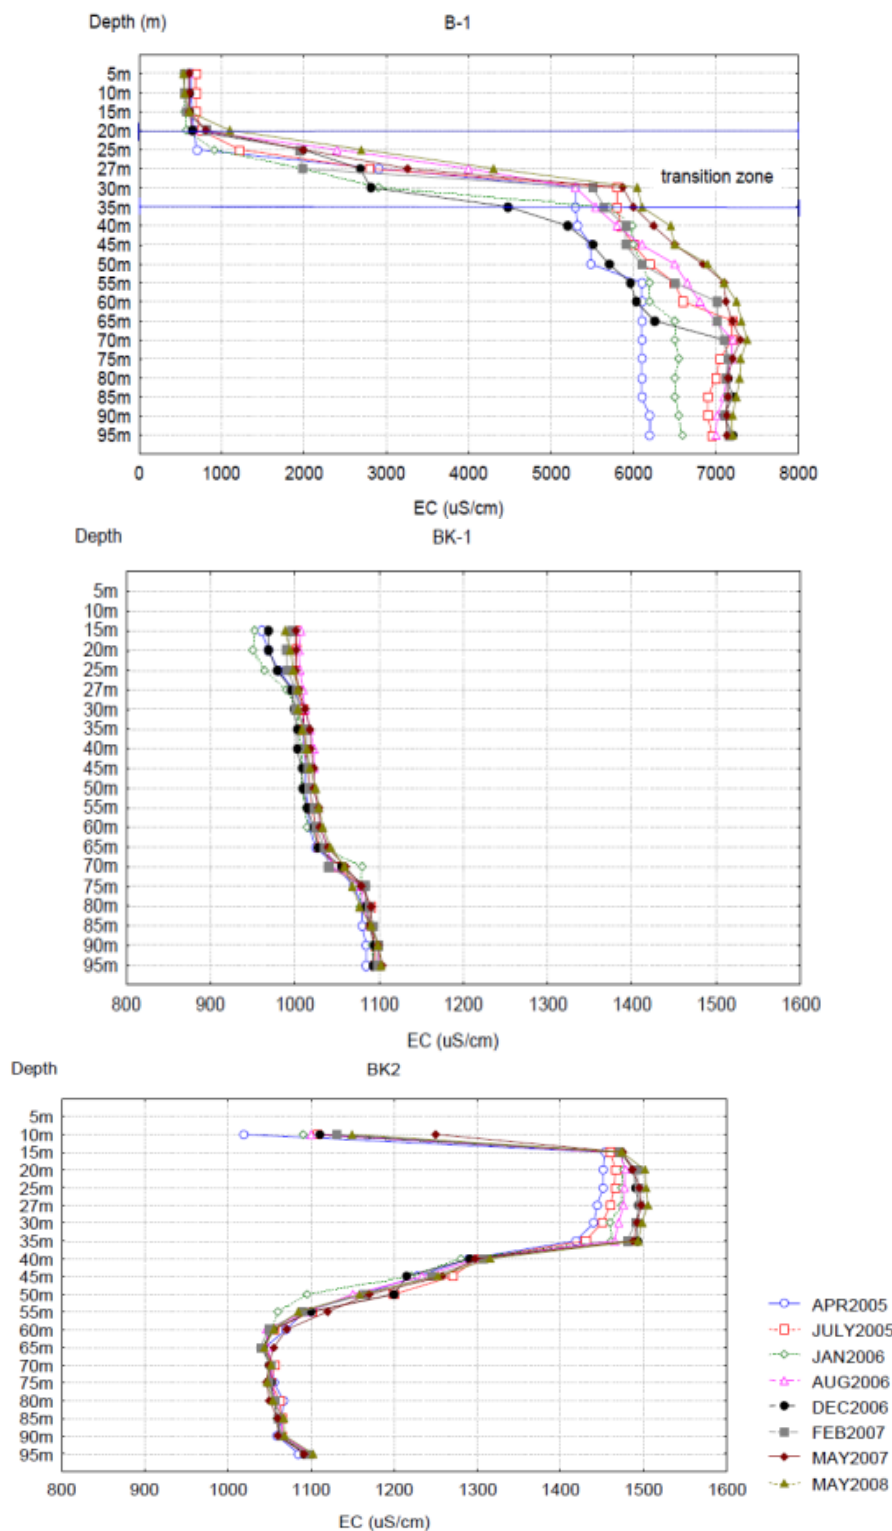 Depth (m) B-1
5m
10m
15m
20m
25m
27m
30m
35m
40m
45m
50m
55m
60m
65m
70m
75m
80m
85m
90m
95m
transition zone
0 1000 2000 3000 4000 5000 6000 7000 8000
EC (uS/cm)
Depth BK-1
5m
10m
15m
20m
25m
27m
30m
35m
40m
45m
50m
55m
60m
65m
70m
75m
80m
85m
90m
95m
800 900 1000 1100 1200 1300 1400 1500 1600
EC (uS/cm)
Depth BK2
5m
10m
15m
20m
25m
27m
30m
35m
40m
45m
50m
55m
60m
65m
70m
75m
80m
85m
90m
95m
800 900 1000 1100 1200 1300 1400 1500 1600
EC (uS/cm)
APR2005
JULY2005
JAN2006
AUG2006
DEC2006
FEB2007
MAY2007
MAY2008